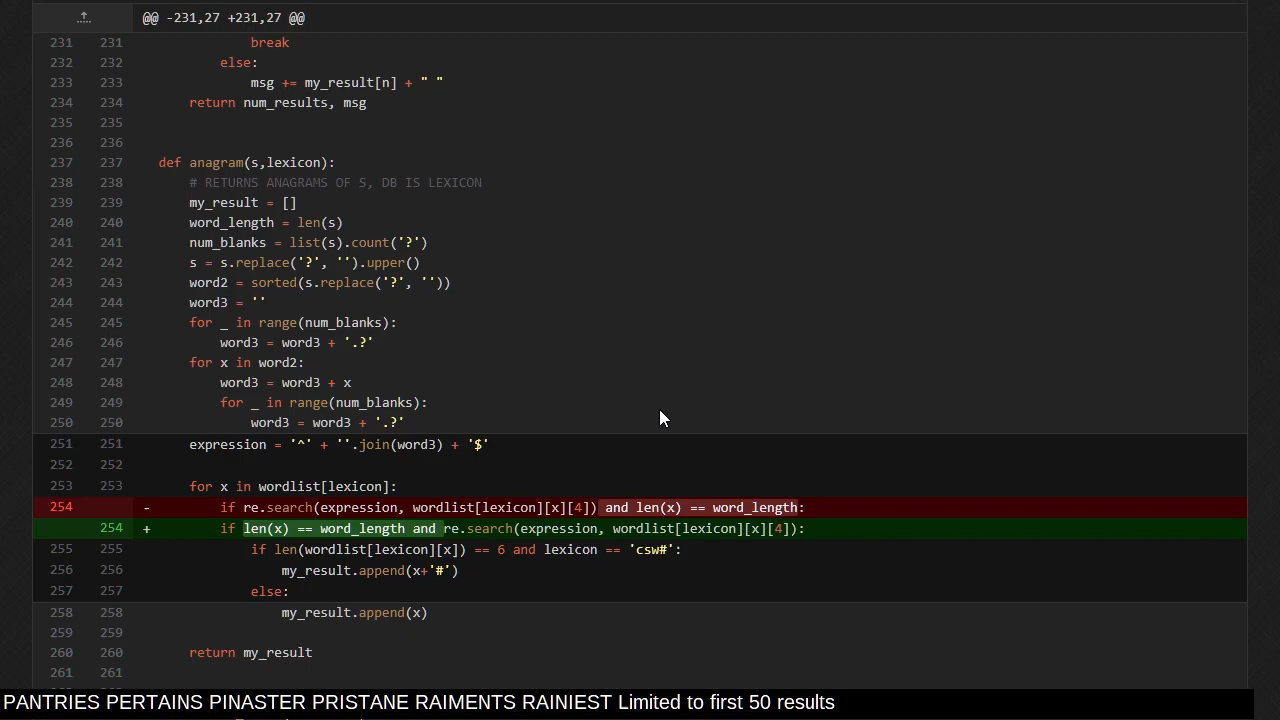 @@ -231,27 +231,27 @@
231 231 break
232 232 else:
233 233 msg += my_result[n] + " "
234 234 return num_results, msg
235 235
236 236
237 237 def anagram(s,lexicon):
238 238 # RETURNS ANAGRAMS OF S, DB IS LEXICON
239 239 my_result = []
240 240 word_length = len(s)
241 241 num_blanks = list(s).count('?')
242 242 s = s.replace('?', '').upper()
243 243 word2 = sorted(s.replace('?', ''))
244 244 word3 = ''
245 245 for _ in range(num_blanks):
246 246 word3 = word3 + '.?'
247 247 for x in word2:
248 248 word3 = word3 + x
249 249 for _ in range(num_blanks):
250 250 word3 = word3 + '.?'
251 251 expression = '^' + ''.join(word3) + '$'
252 252
253 253 for x in wordlist[lexicon]:
254 - if re.search(expression, wordlist[lexicon][x][4]) and len(x) == word_length:
254 + if len(x) == word_length and re.search(expression, wordlist[lexicon][x][4]):
255 255 if len(wordlist[lexicon][x]) == 6 and lexicon == 'csw#':
256 256 my_result.append(x+'#')
257 257 else:
258 258 my_result.append(x)
259 259
260 260 return my_result
261 261
PANTRIES PERTAINS PINASTER PRISTANE RAIMENTS RAINIEST Limited to first 50 results